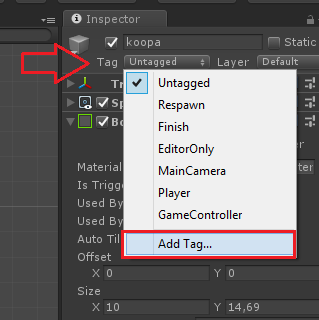 Inspector
koopa Static
Tag Untagged Layer Default
Untagged
Respawn
Finish
EditorOnly
MainCamera
Player
GameController
Add Tag...
Tr
Sp
Bo
Material
Is Trigge
Used By
Used By
Auto Til
Offset
X 0 Y 0
Size
X 10 Y 14,69